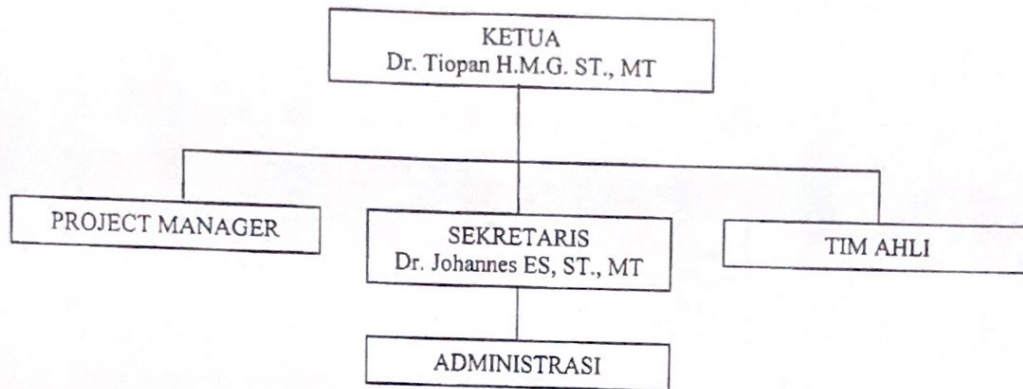 KETUA
Dr. Tiopan H.M.G. ST., MT
PROJECT MANAGER
SEKRETARIS
Dr. Johannes ES, ST., MT
TIM AHLI
ADMINISTRASI